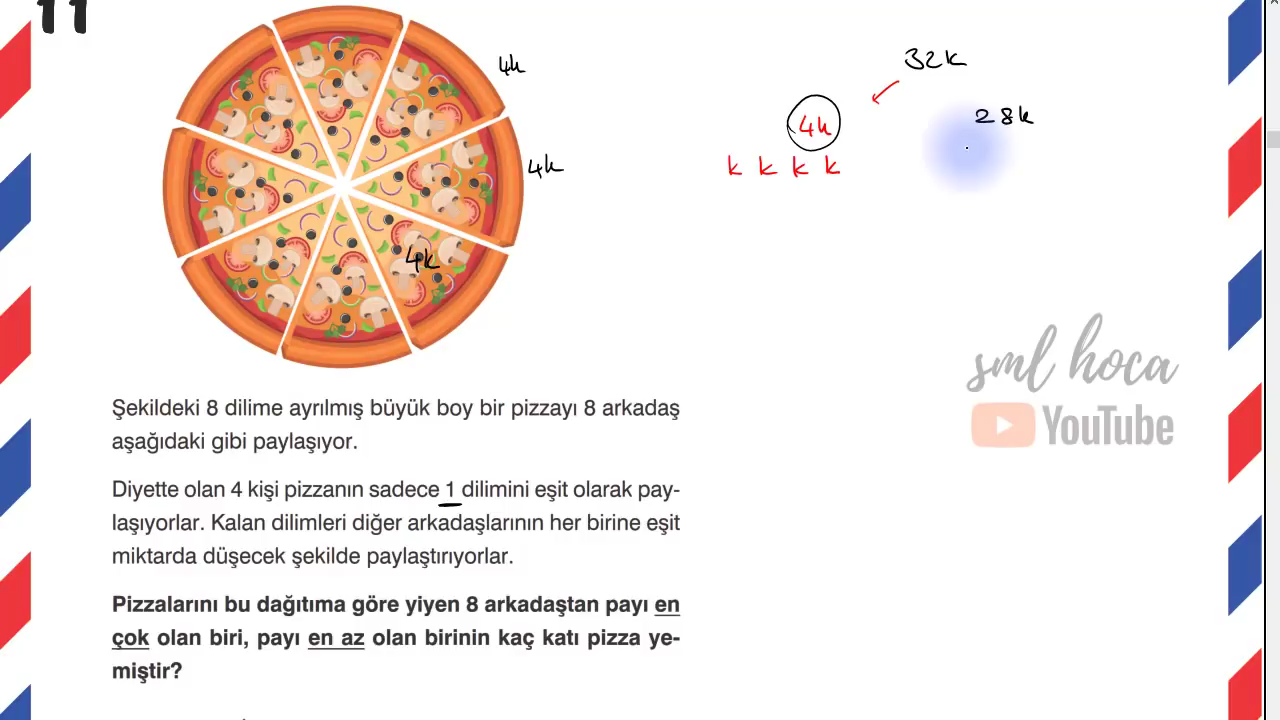 11
4k
32k
4k
28k
k k k k
4k
4k
sml hoca
YouTube
Şekildeki 8 dilime ayrılmış büyük boy bir pizzayı 8 arkadaş
aşağıdaki gibi paylaşıyor.
Diyette olan 4 kişi pizzanın sadece 1 dilimini eşit olarak pay-
laşıyorlar. Kalan dilimleri diğer arkadaşlarının her birine eşit
miktarda düşecek şekilde paylaştırıyorlar.
Pizzalarını bu dağıtıma göre yiyen 8 arkadaştan payı en
çok olan biri, payı en az olan birinin kaç katı pizza ye-
miştir?